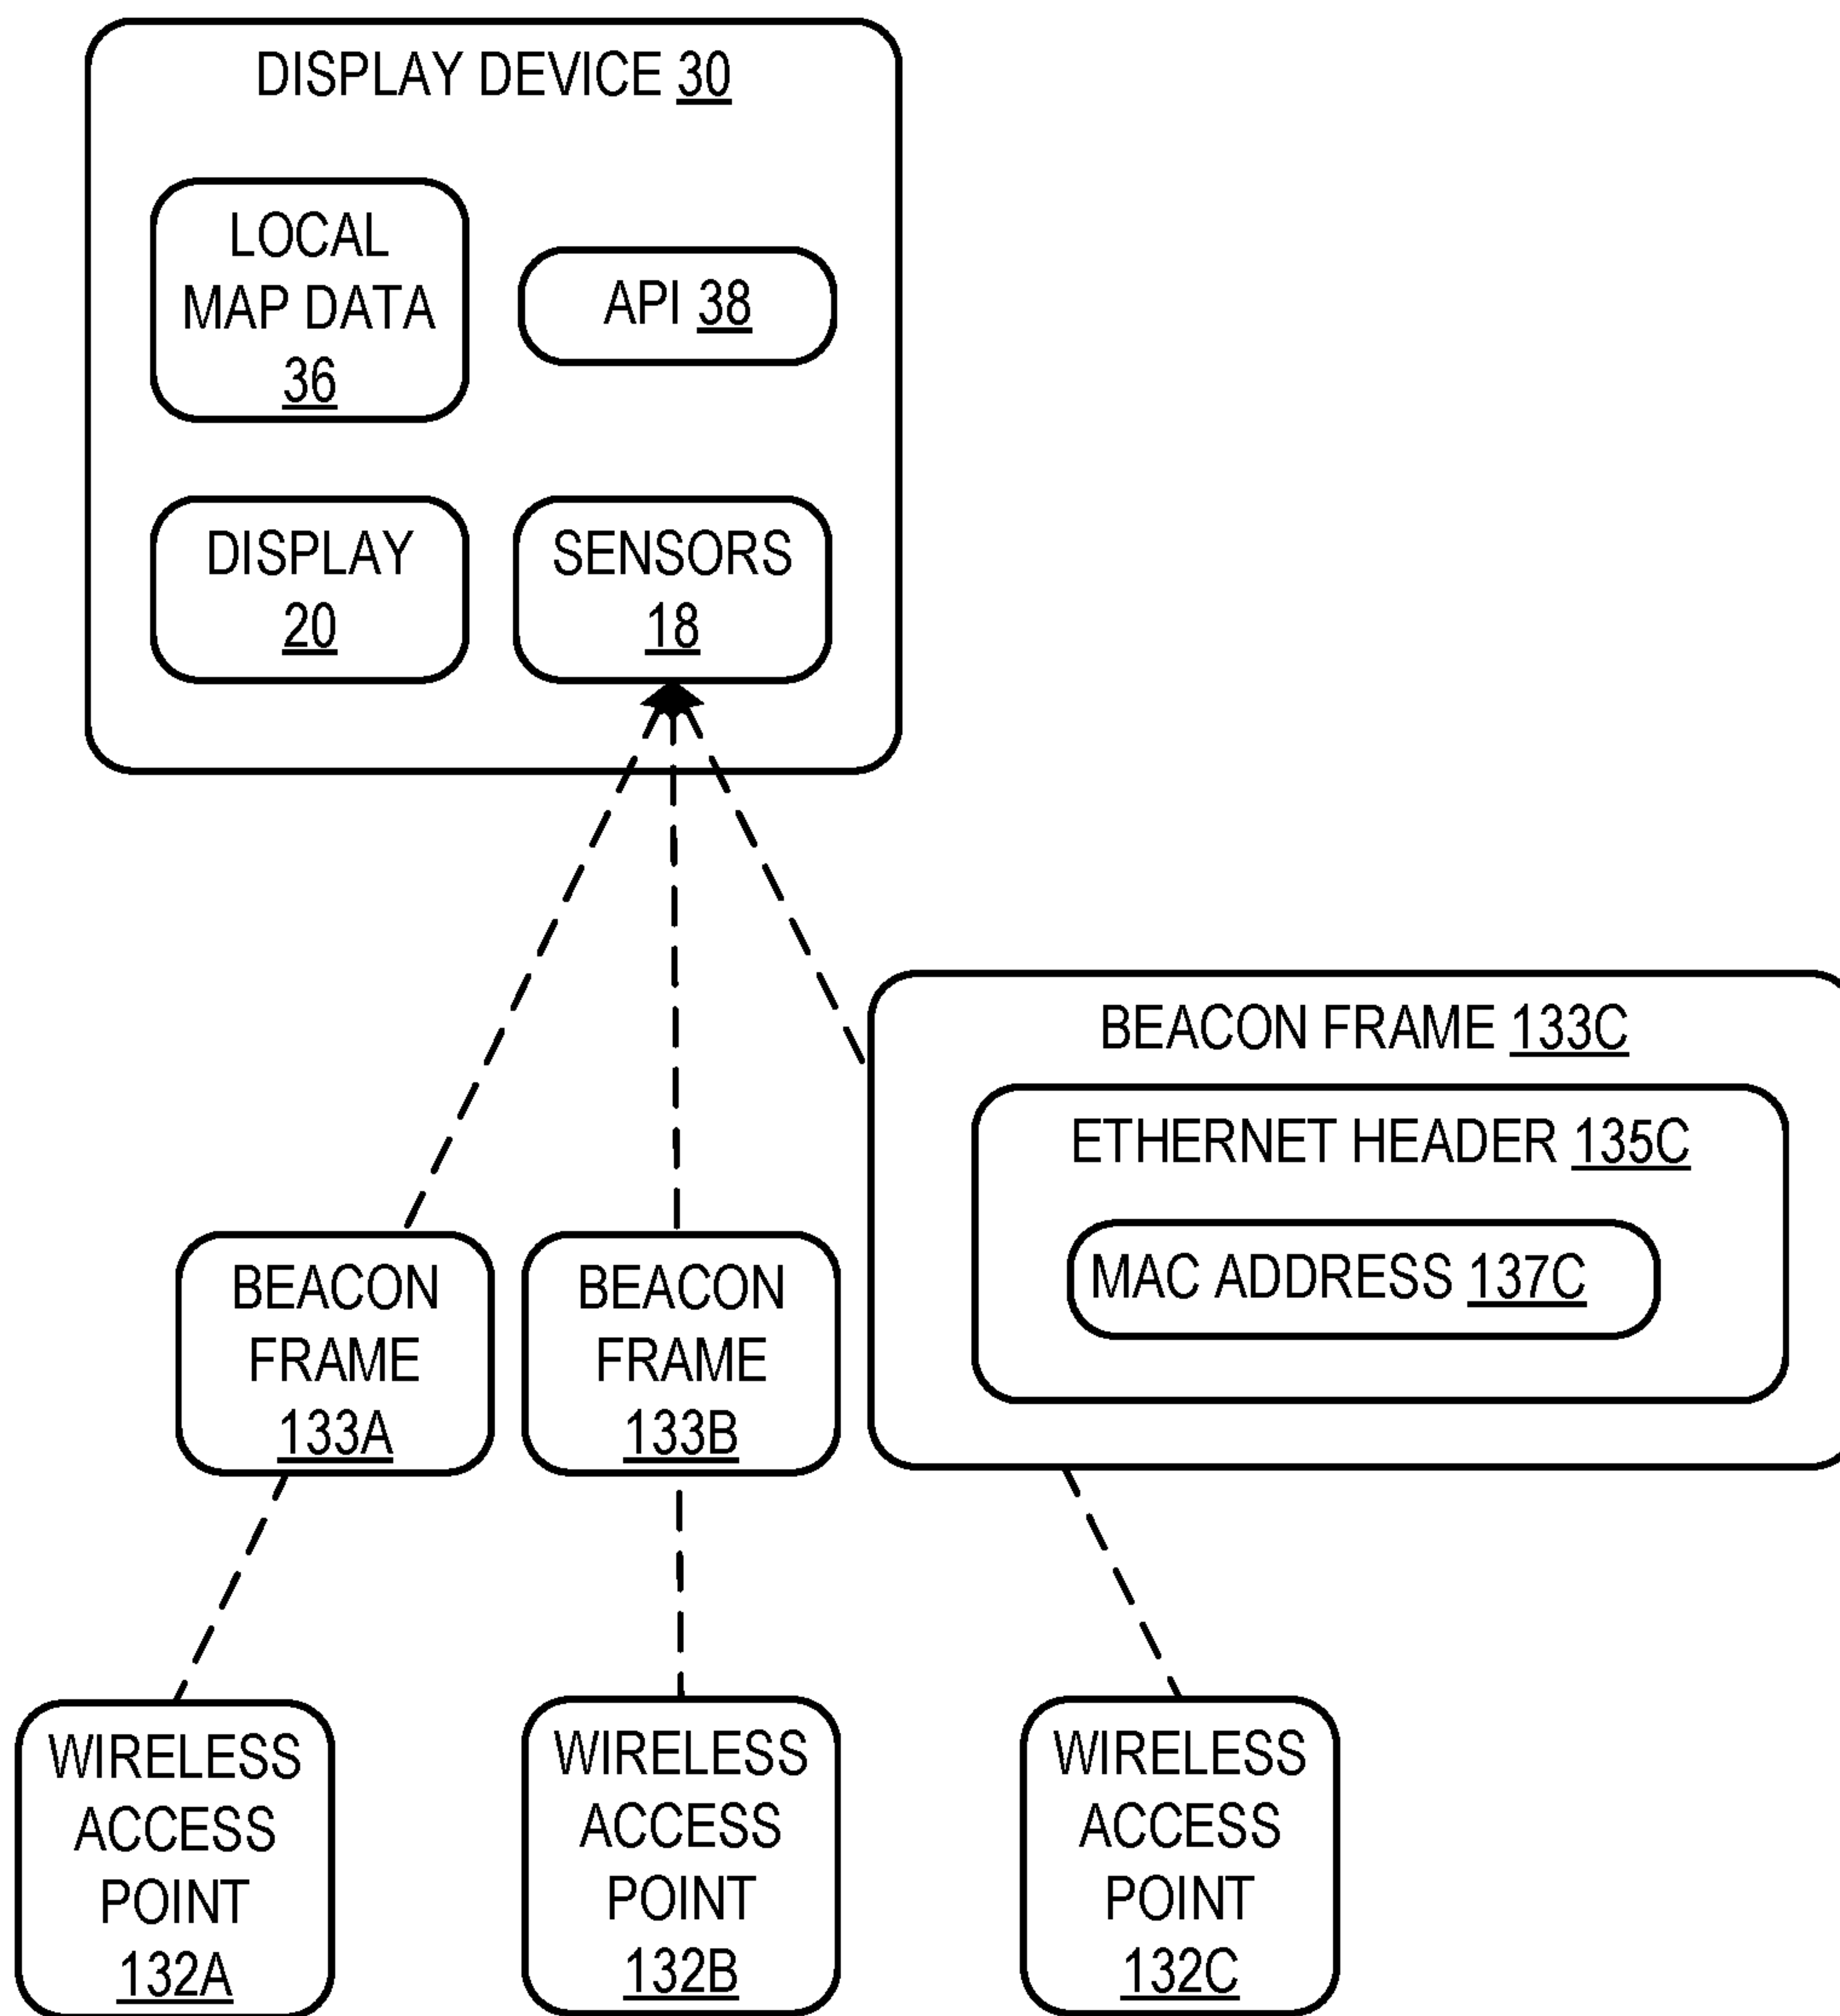 DISPLAY DEVICE 30
LOCAL
MAP DATA
36
API 38
DISPLAY
20
SENSORS
18
BEACON FRAME 133C
ETHERNET HEADER 135C
MAC ADDRESS 137C
BEACON
FRAME
133A
BEACON
FRAME
133B
WIRELESS
ACCESS
POINT
132A
WIRELESS
ACCESS
POINT
132B
WIRELESS
ACCESS
POINT
132C